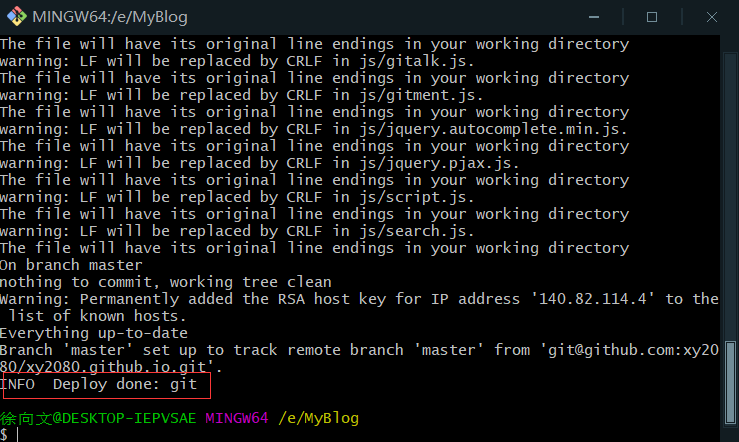 MINGW64:/e/MyBlog
The file will have its original line endings in your working directory
warning: LF will be replaced by CRLF in js/gitalk.js.
The file will have its original line endings in your working directory
warning: LF will be replaced by CRLF in js/gitment.js.
The file will have its original line endings in your working directory
warning: LF will be replaced by CRLF in js/jquery.autocomplete.min.js.
The file will have its original line endings in your working directory
warning: LF will be replaced by CRLF in js/jquery.pjax.js.
The file will have its original line endings in your working directory
warning: LF will be replaced by CRLF in js/script.js.
The file will have its original line endings in your working directory
warning: LF will be replaced by CRLF in js/search.js.
The file will have its original line endings in your working directory
On branch master
nothing to commit, working tree clean
Warning: Permanently added the RSA host key for IP address '140.82.114.4' to the
 list of known hosts.
Everything up-to-date
Branch 'master' set up to track remote branch 'master' from 'git@github.com:xy20
80/xy2080.github.io.git'.
INFO  Deploy done: git
徐向文@DESKTOP-IEPVSAE MINGW64 /e/MyBlog
$